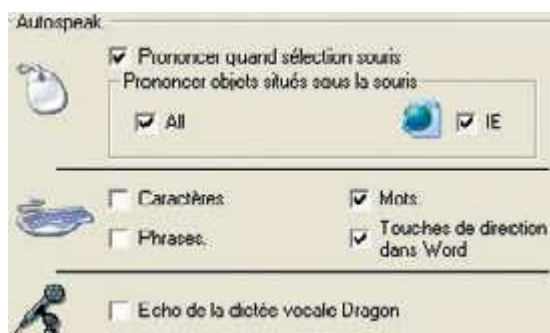 Autospeak
Prononcer quand sélection souris
Prononcer objets situés sous la souris
All IE
Caractères Mots.
Phrases. Touches de direction
dans Word
Echo de la dictée vocale Dragon